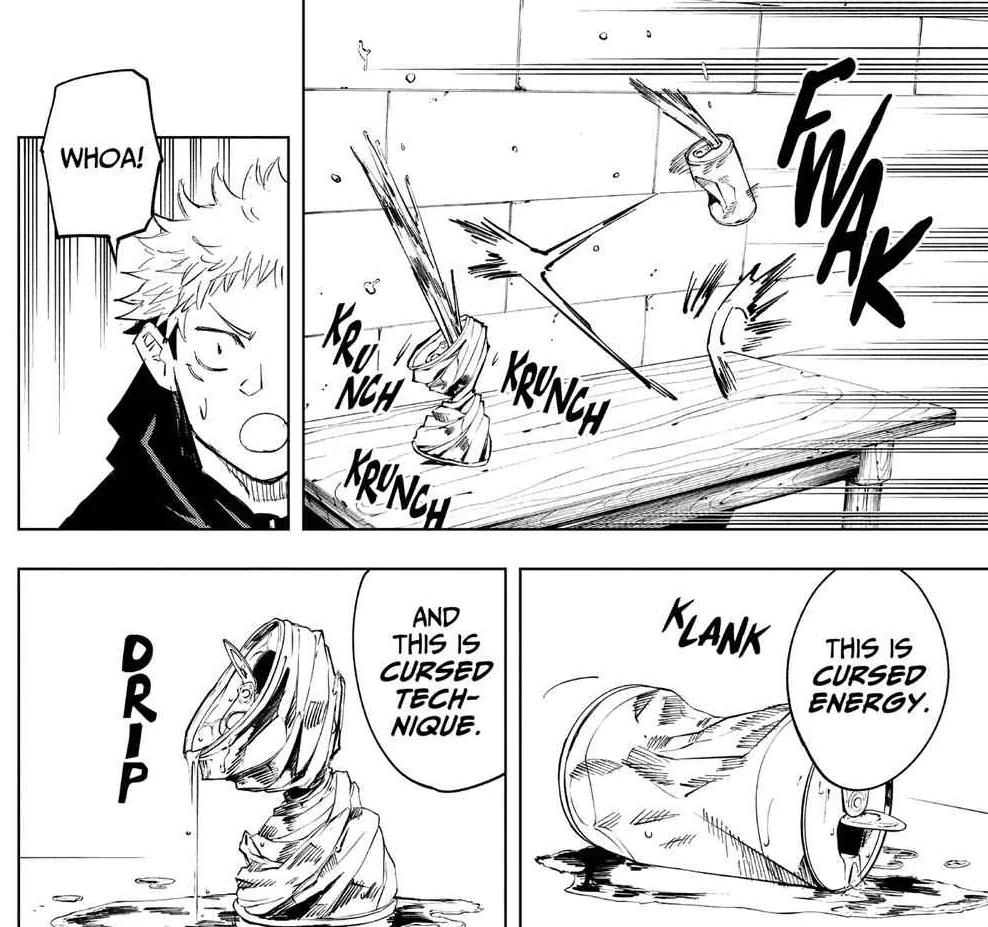 FWAK
KRUNCH
KRU
NCH
KRUNCH
WHOA!
KLANK
THIS IS
CURSED
ENERGY.
AND
THIS IS
CURSED
TECH-
NIQUE.
DRIP